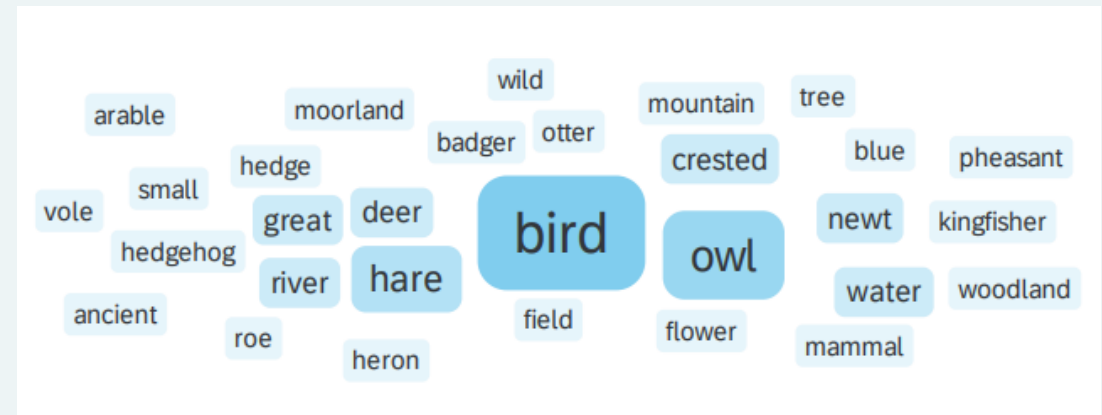 wild
mountain
tree
arable
moorland
badger
otter
crested
blue
pheasant
hedge
small
vole
great
deer
bird
newt
kingfisher
hedgehog
river
hare
owl
water
woodland
ancient
roe
field
flower
mammal
heron